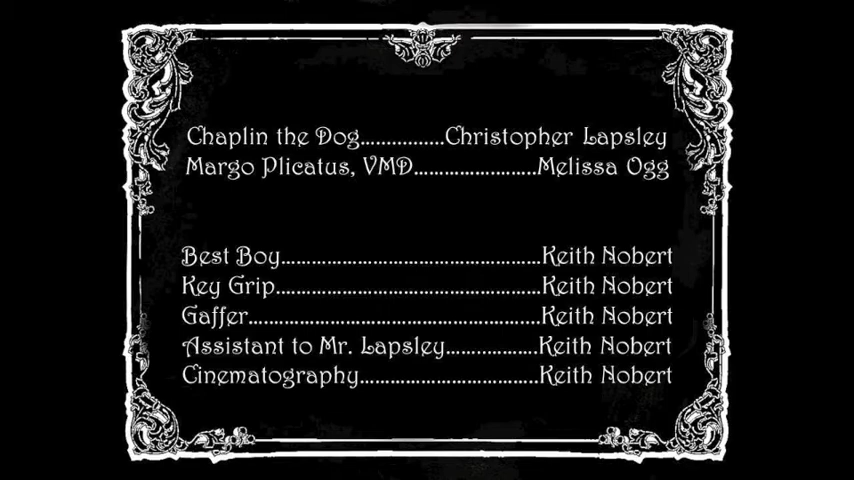 Chaplin the Dog................Christopher Lapsley
Margo Plicatus, VMD........................Melissa Ogg
Best Boy..................................................Keith Nobert
Key Grip...................................................Keith Nobert
Gaffer........................................................Keith Nobert
Assistant to Mr. Lapsley..................Keith Nobert
Cinematography..................................Keith Nobert